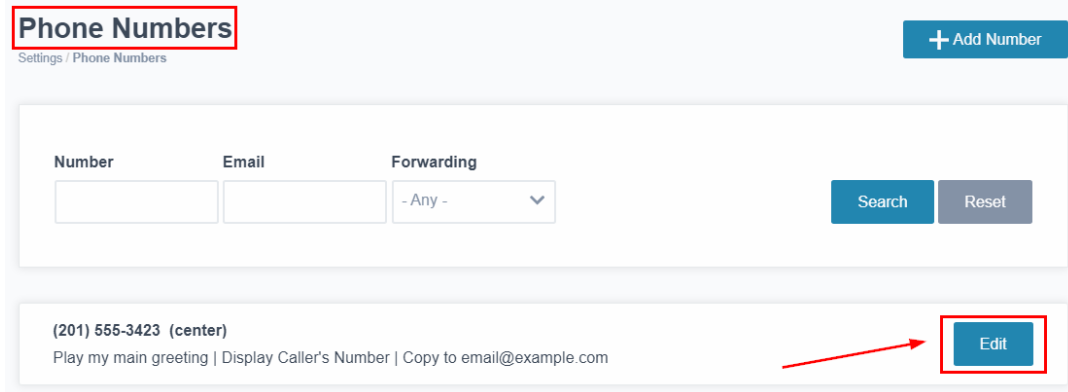 Phone Numbers
Add Number
Settings / Phone Numbers
Number Email Forwarding
- Any -
Search Reset
(201) 555-3423 (center)
Play my main greeting | Display Caller's Number | Copy to email@example.com
Edit